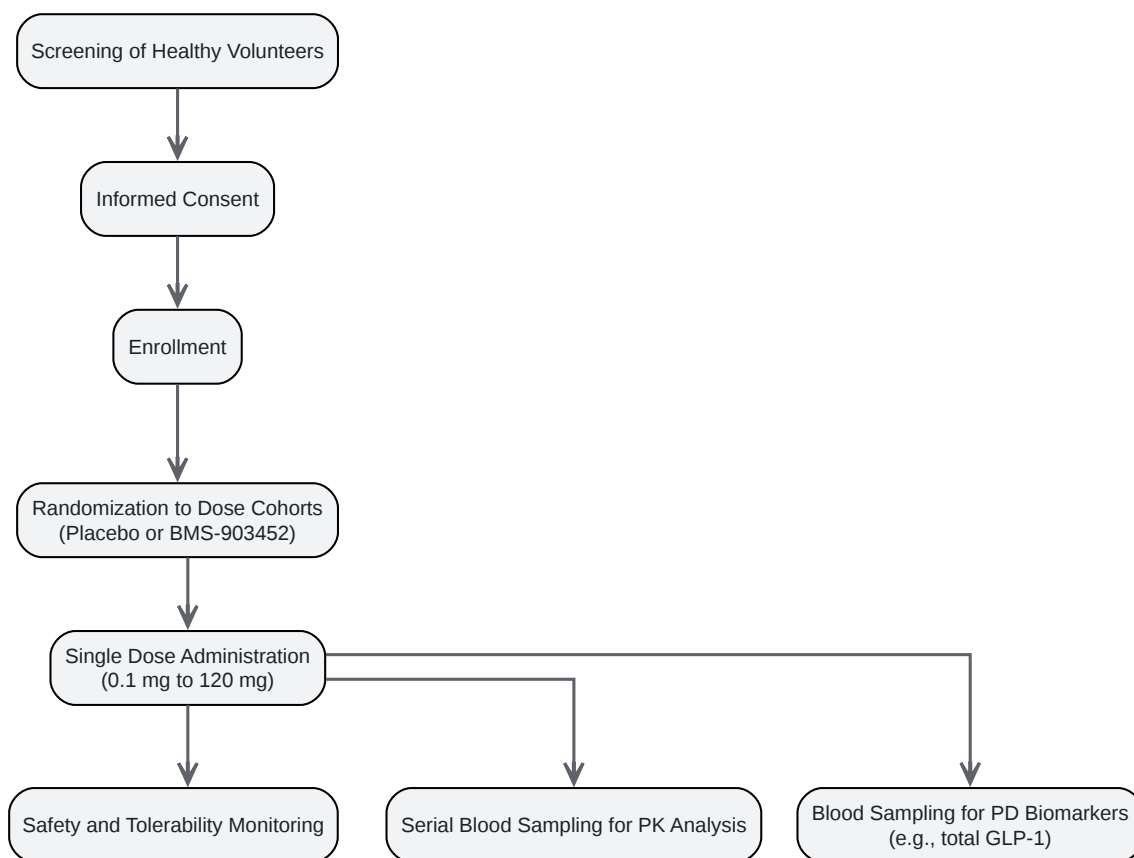 Screening of Healthy Volunteers
Informed Consent
Enrollment
Randomization to Dose Cohorts
(Placebo or BMS-903452)
Single Dose Administration
(0.1 mg to 120 mg)
Safety and Tolerability Monitoring
Serial Blood Sampling for PK Analysis
Blood Sampling for PD Biomarkers
(e.g., total GLP-1)